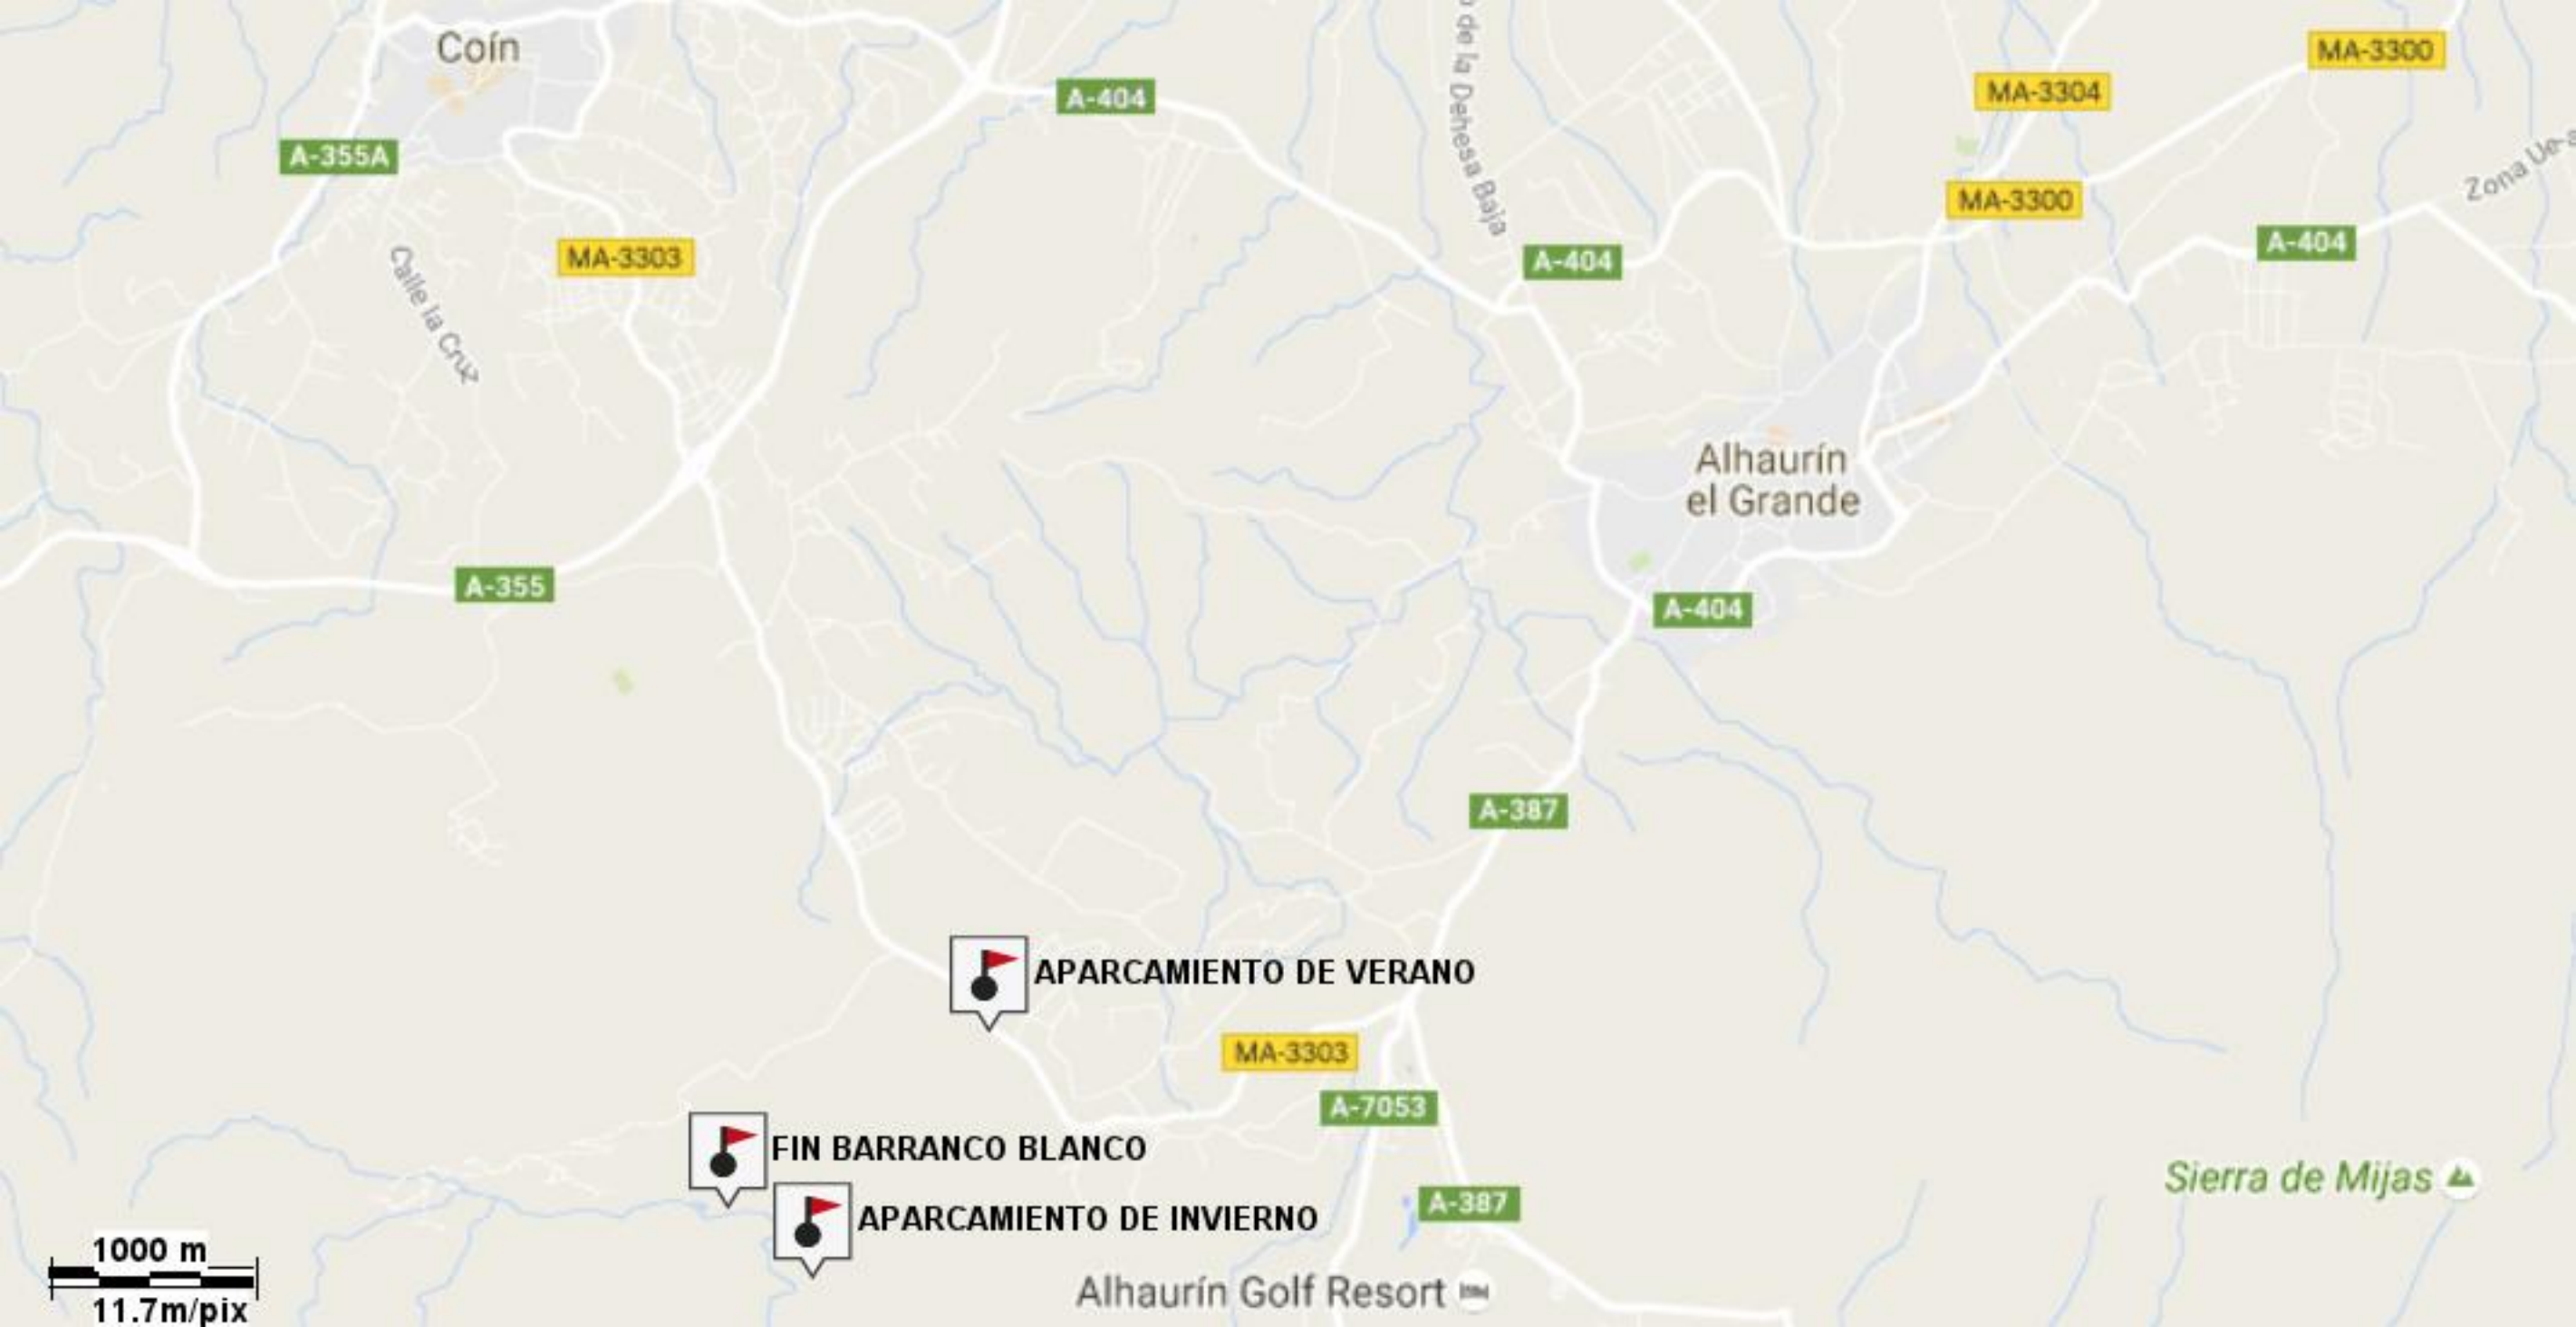 Coín
A-404
de la Dehesa Baja
MA-3304
MA-3300
A-355A
MA-3300
Zona
MA-3303
A-404
A-404
Calle la Cruz
Alhaurín
el Grande
A-355
A-404
A-387
APARCAMIENTO DE VERANO
MA-3303
A-7053
FIN BARRANCO BLANCO
Sierra de Mijas
A-387
APARCAMIENTO DE INVIERNO
1000 m
Alhaurín Golf Resort
11.7m/pix